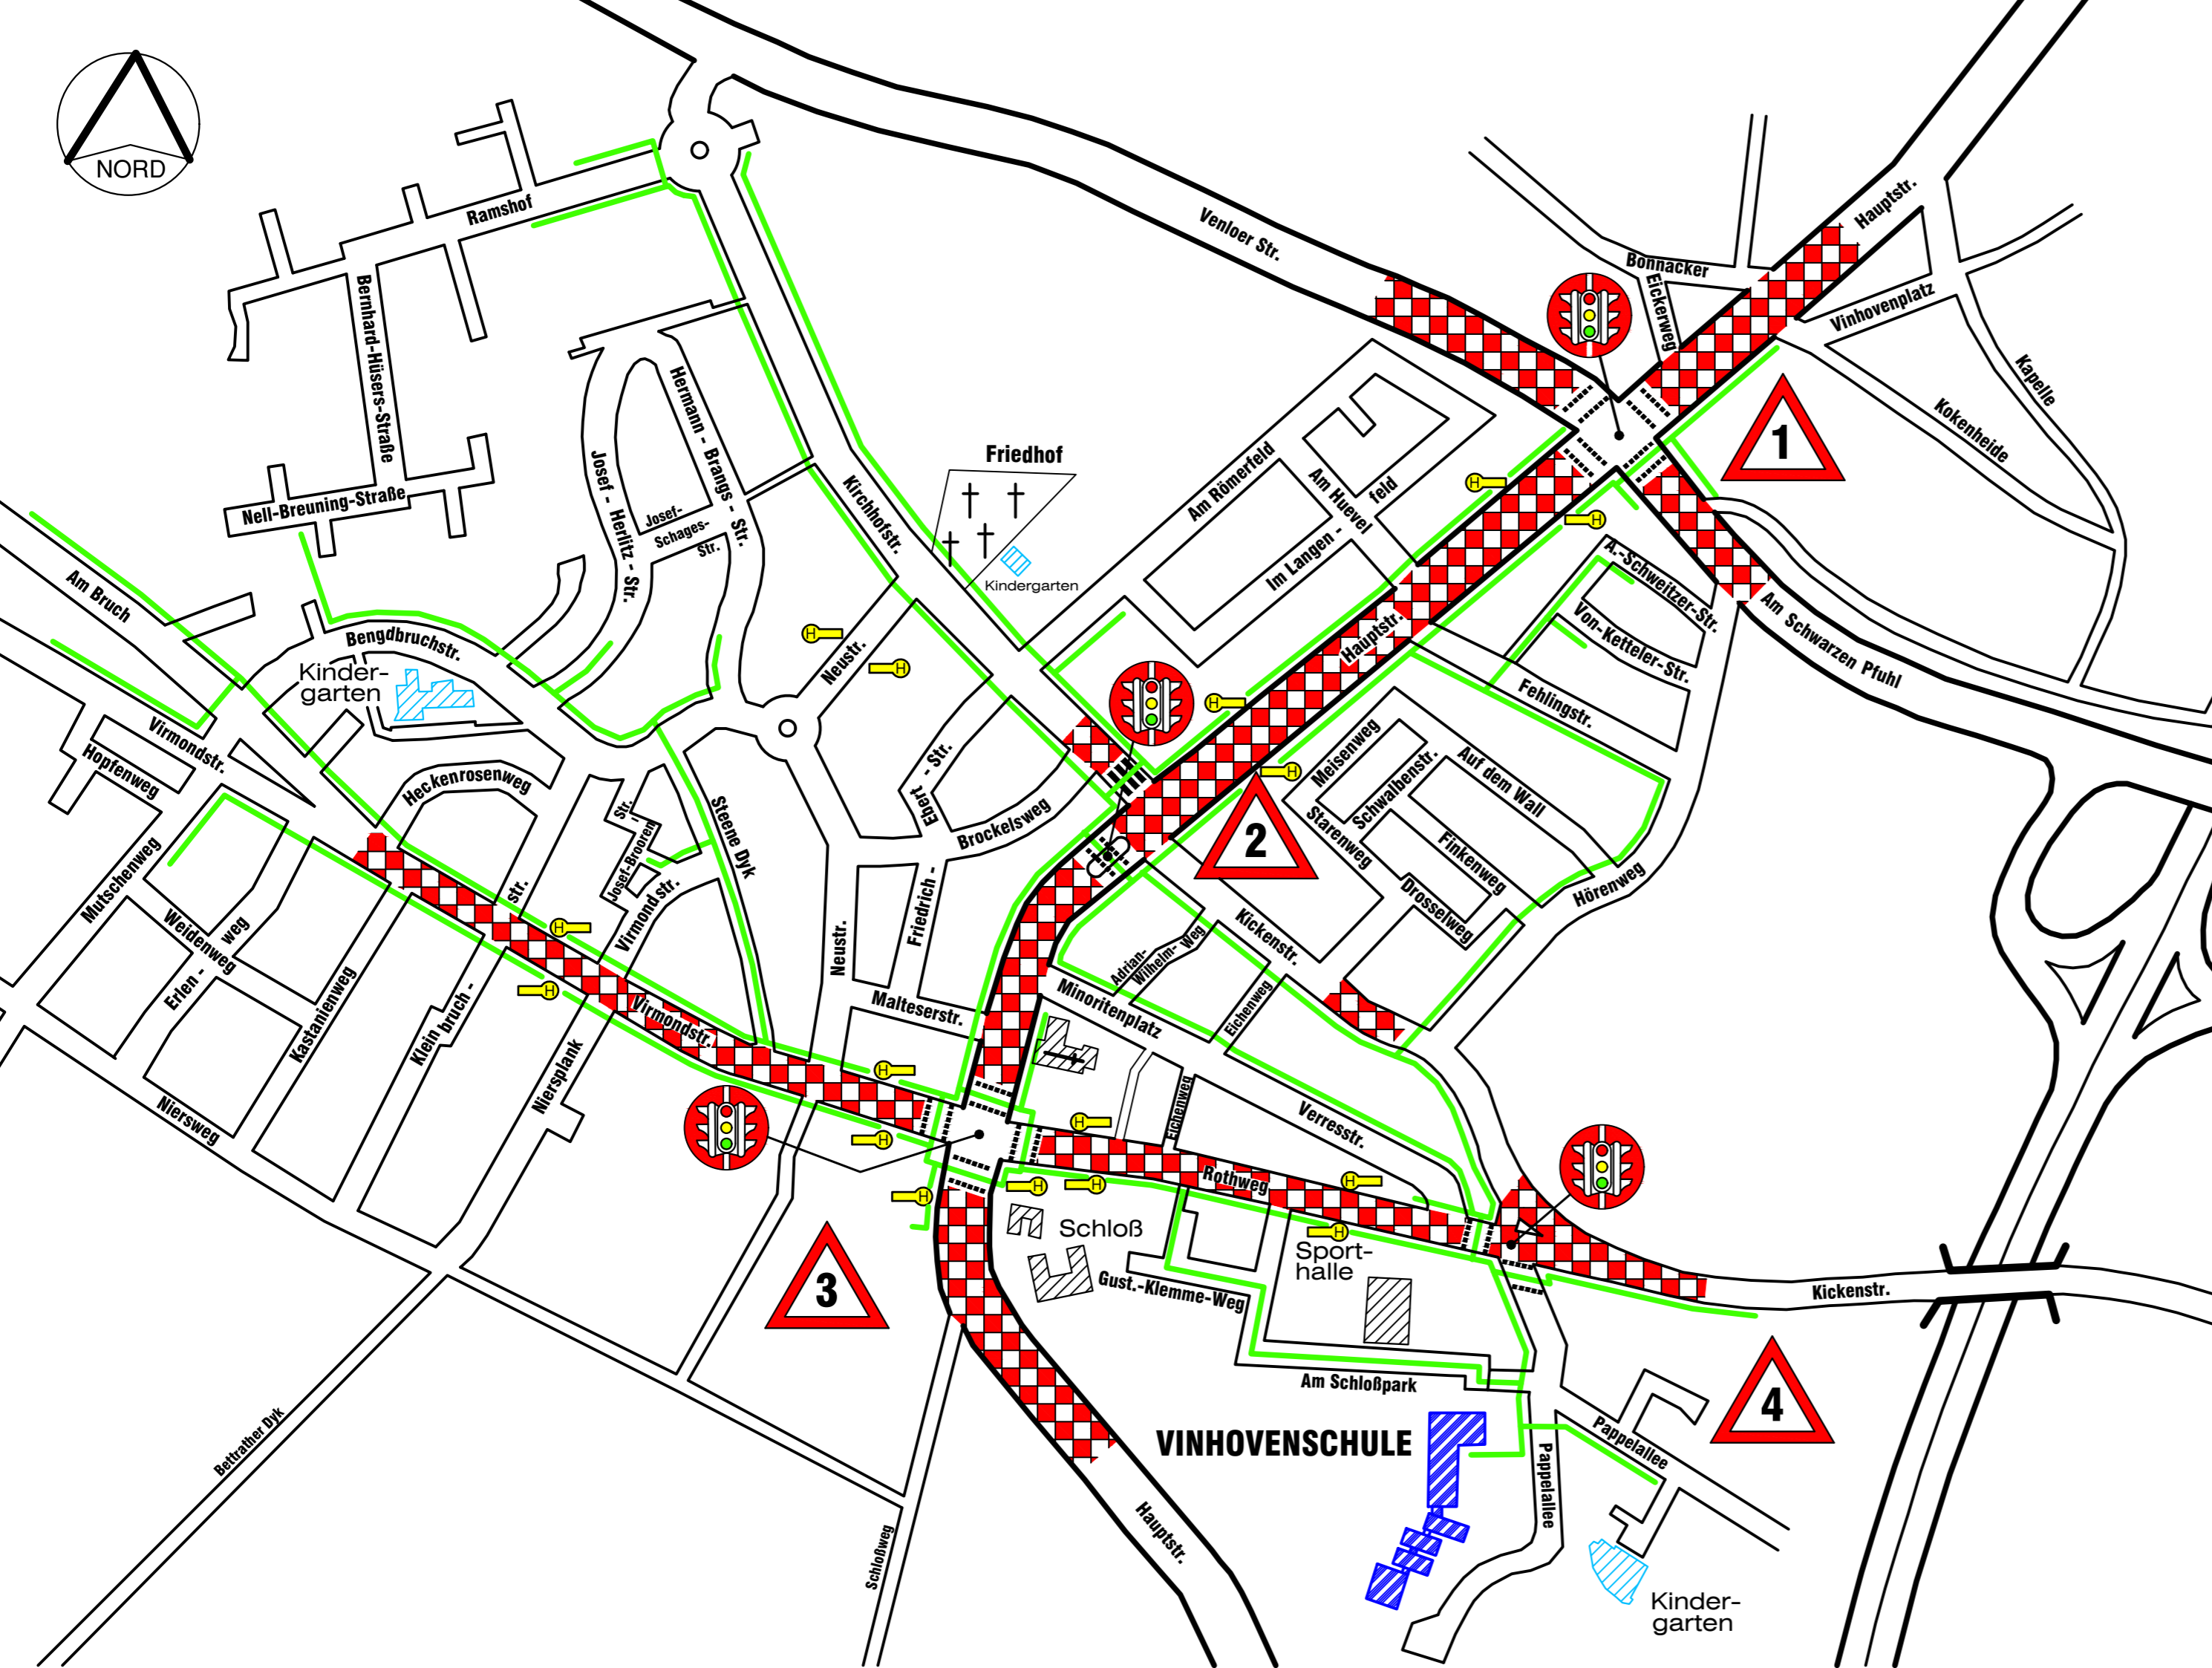 NORD
Ramshof
Bernhard-Hüsers-Straße
Nell-Breuning-Straße
Josef - Herlitz - Str.
Hermann - Brangs - Str.
Josef-
Schages-
Str.
Kirchhofstr.
Friedhof
Kindergarten
Venloer Str.
Bonnacker
Eickerweg
Hauptstr.
Vinhovenplatz
Kapelle
Kokenheide
1
Am Römerfeld
Am Huevel
feld
Im Langen -
H
H
A.-Schweitzer-Str.
Von-Ketteler-Str.
Am Schwarzen Pfuhl
Fehlingstr.
Hauptstr.
Am Bruch
Bengdbruchstr.
Kinder-
garten
Virmondstr.
Hopfenweg
Heckenrosenweg
Mutschenweg
Weidenweg
Erlen -
weg
Kastanienweg
Klein
bruch -
str.
Niersplank
Niersweg
Josef-Brooren
Str.
Virmondstr.
Steene Dyk
Neustr.
H
H
Ebert
- Str.
Brockelsweg
Friedrich -
Neustr.
Malteserstr.
H
H
2
Meisenweg
Schwalbenstr.
Starenweg
Auf dem Wall
Finkenweg
Drosselweg
Hörenweg
Kickenstr.
Adrian-
Wilhelm-
Weg
Minoritenplatz
Eichenweg
Eichenweg
Verresstr.
Virmondstr.
H
H
H
H
H
H
H
H
H
H
Rothweg
Schloß
Gust.-Klemme-Weg
Sport-
halle
Am Schloßpark
Kickenstr.
3
4
VINHOVENSCHULE
Pappelallee
Pappelallee
Kinder-
garten
Bettrather Dyk
Schloßweg
Hauptstr.